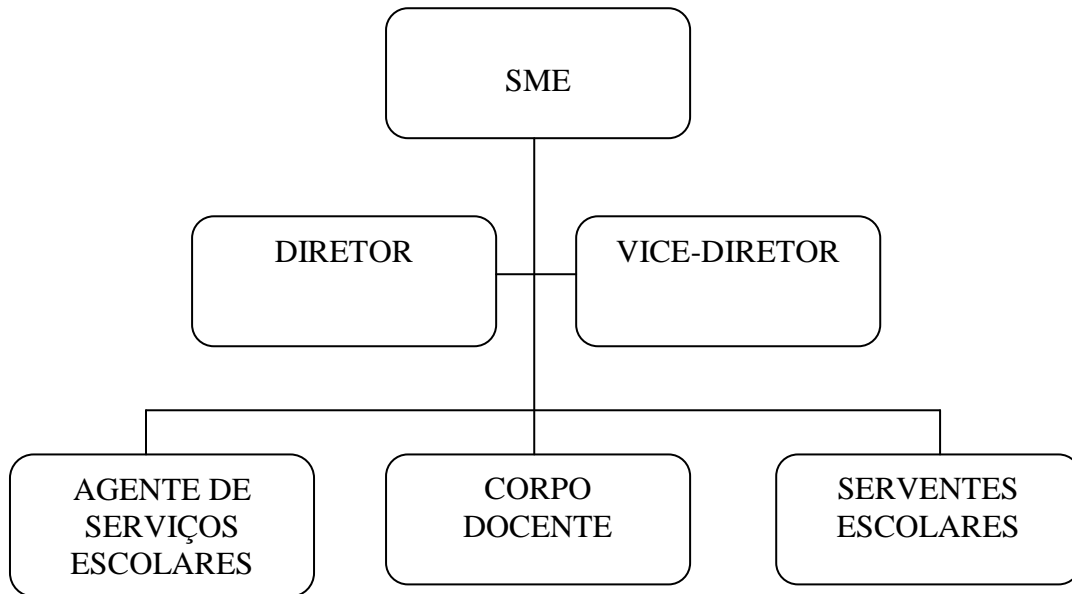 SME
DIRETOR
VICE-DIRETOR
AGENTE DE
SERVIÇOS
ESCOLARES
CORPO
DOCENTE
SERVENTES
ESCOLARES